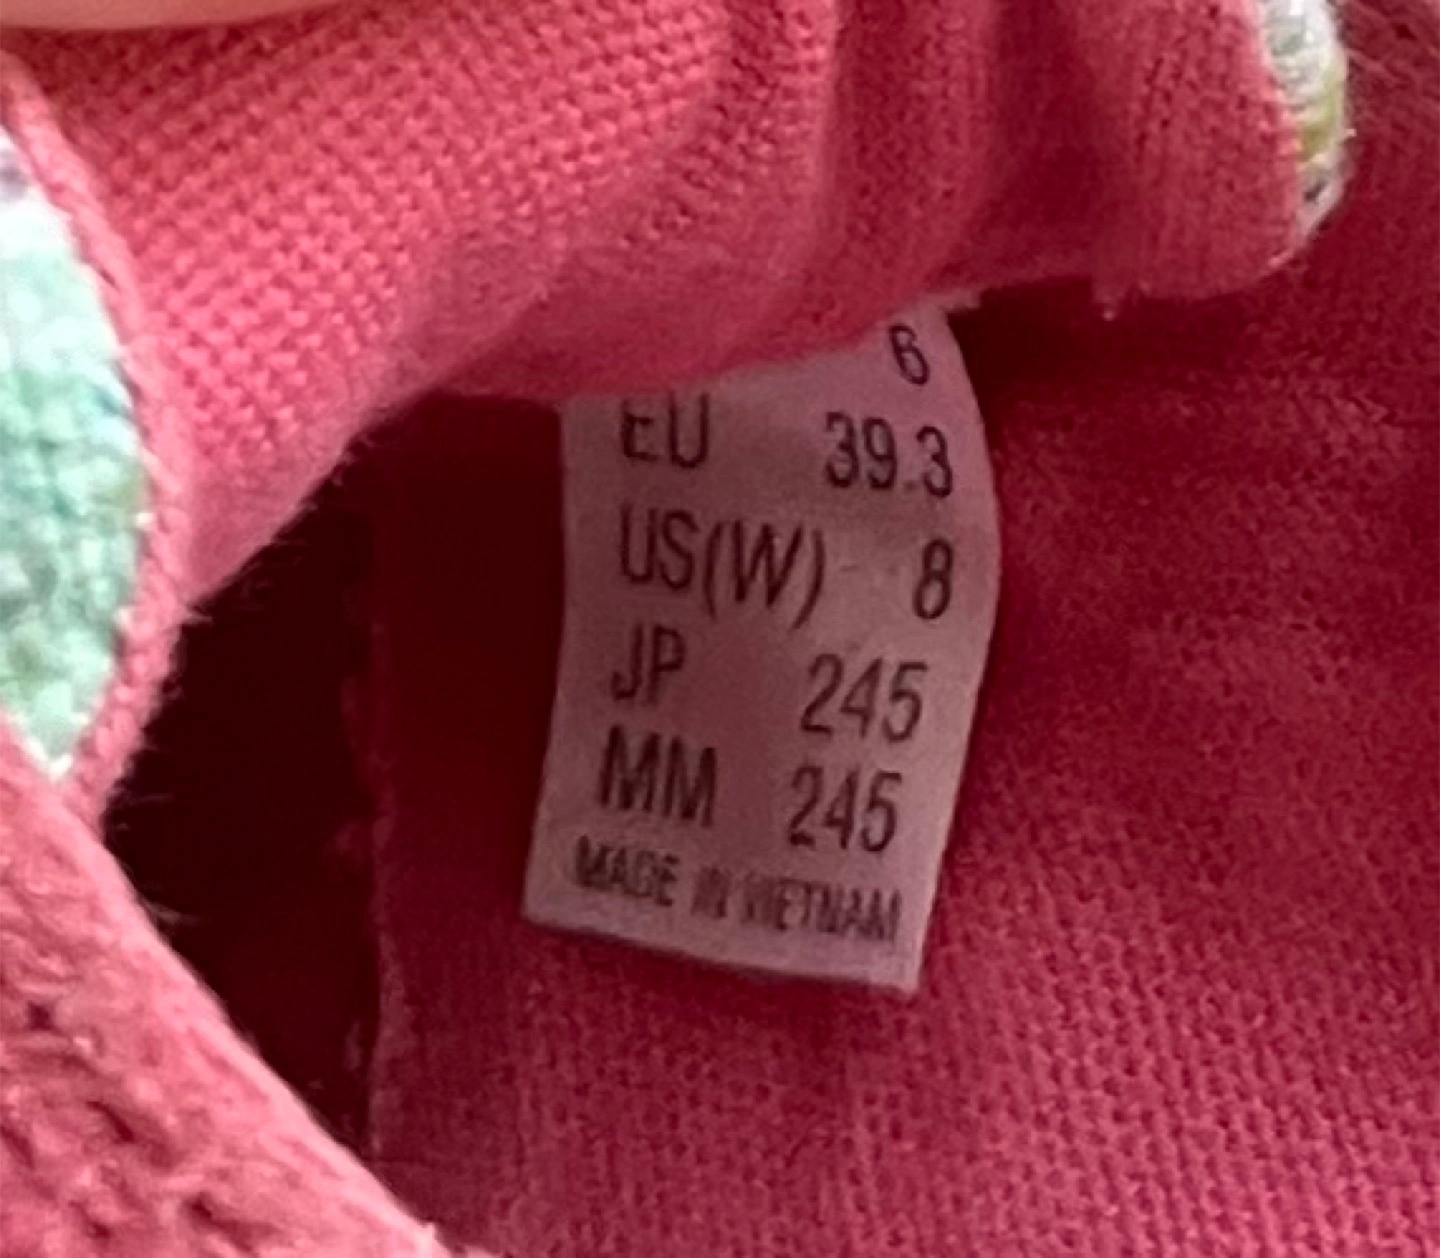 6
EU 39.3
US(W) 8
JP 245
MM 245
MADE IN VIETNAM